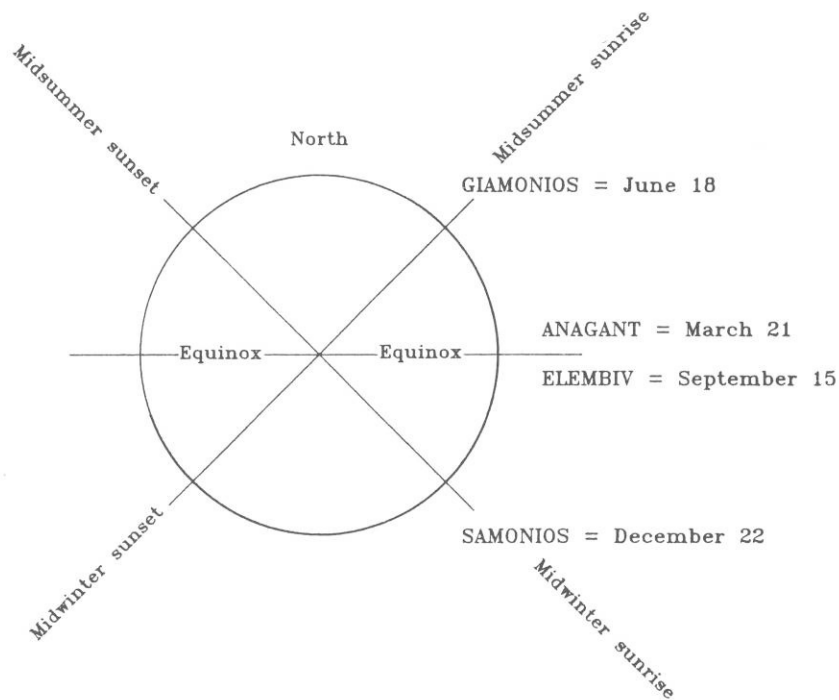 Midsummer sunset
Midsummer sunrise
North
GIAMONIOS = June 18
ANAGANT = March 21
Equinox
Equinox
ELEMBIV = September 15
SAMONIOS = December 22
Midwinter sunset
Midwinter sunrise